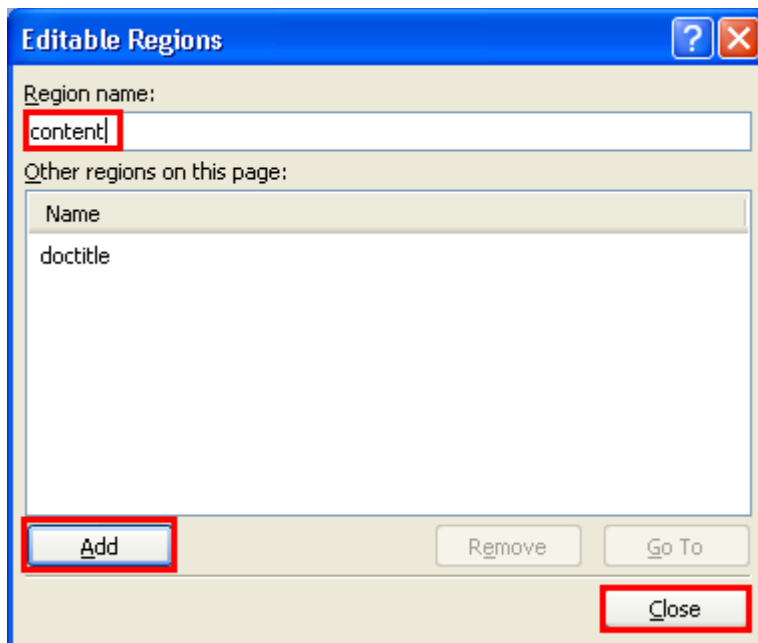 Editable Regions ?
Region name:
content
Other regions on this page:
Name
doctitle
Add Remove Go To
Close